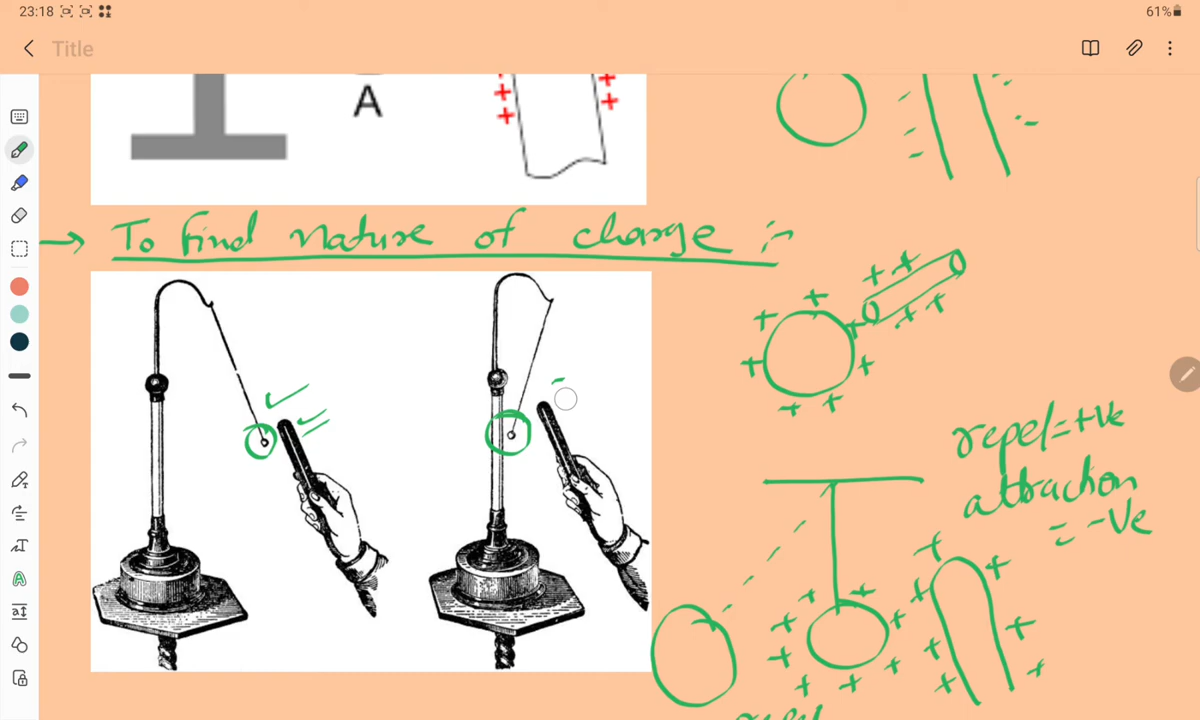 23:18
61%
Title
A
→ To find nature of charge :-
repel = +ve
attraction
= -ve